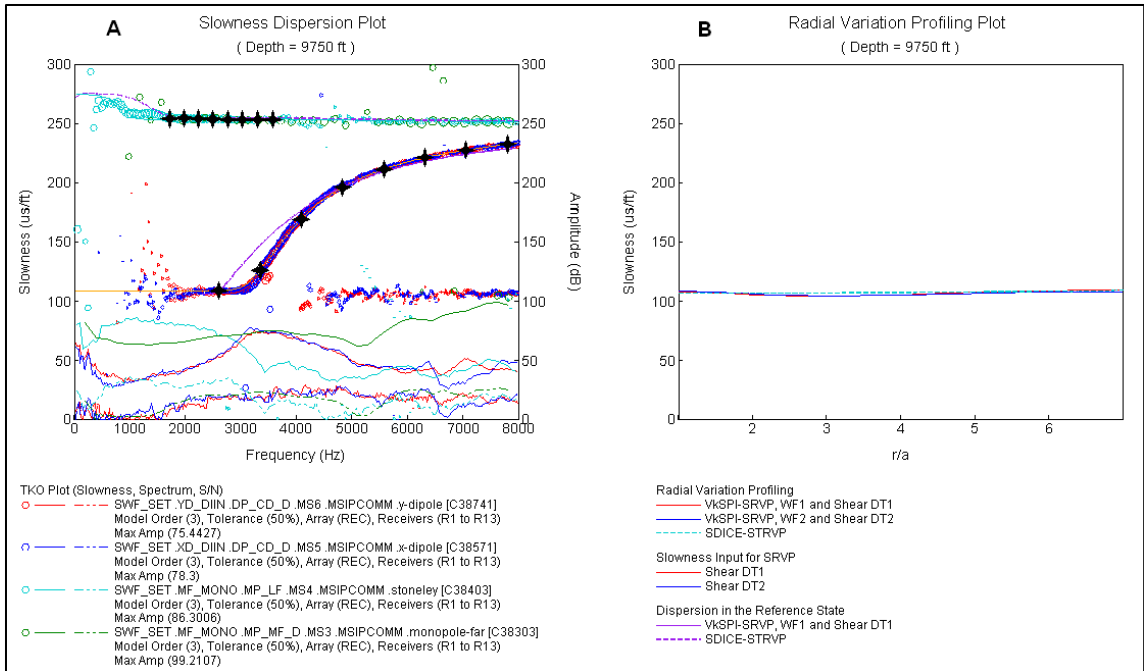 A
Slowness Dispersion Plot
( Depth = 9750 ft )
300
250
200
150
100
50
0
Slowness (us/ft)
300
250
200
150
100
50
0
Amplitude (dB)
0 1000 2000 3000 4000 5000 6000 7000 8000
Frequency (Hz)
TKO Plot (Slowness, Spectrum, S/N)
SWF_SET .YD_DIIN .DP_CD_D .MS6 .MSIPCOMM .y-dipole [C38741]
Model Order (3), Tolerance (50%), Array (REC), Receivers (R1 to R13)
Max Amp (75.4427)
SWF_SET .XD_DIIN .DP_CD_D .MS5 .MSIPCOMM .x-dipole [C38571]
Model Order (3), Tolerance (50%), Array (REC), Receivers (R1 to R13)
Max Amp (78.3)
SWF_SET .MF_MONO .MP_LF .MS4 .MSIPCOMM .stoneley [C38403]
Model Order (3), Tolerance (50%), Array (REC), Receivers (R1 to R13)
Max Amp (86.3006)
SWF_SET .MF_MONO .MP_MF_D .MS3 .MSIPCOMM .monopole-far [C38303]
Model Order (3), Tolerance (50%), Array (REC), Receivers (R1 to R13)
Max Amp (99.2107)
B
Radial Variation Profiling Plot
( Depth = 9750 ft )
300
250
200
150
100
50
0
Slowness (us/ft)
2 3 4 5 6
r/a
Radial Variation Profiling
VkSPI-SRVP, WF1 and Shear DT1
VkSPI-SRVP, WF2 and Shear DT2
SDICE-STRVP
Slowness Input for SRVP
Shear DT1
Shear DT2
Dispersion in the Reference State
VkSPI-SRVP, WF1 and Shear DT1
SDICE-STRVP